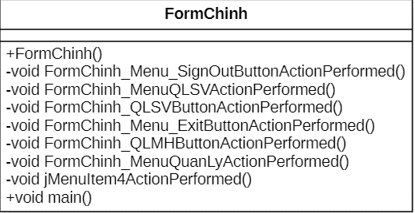 FormChinh
+FormChinh()
-void FormChinh_Menu_SignOutButtonActionPerformed()
-void FormChinh_MenuQLSVActionPerformed()
-void FormChinh_QLSVButtonActionPerformed()
-void FormChinh_Menu_ExitButtonActionPerformed()
-void FormChinh_QLMHButtonActionPerformed()
-void FormChinh_MenuQuanLyActionPerformed()
-void jMenuItem4ActionPerformed()
+void main()